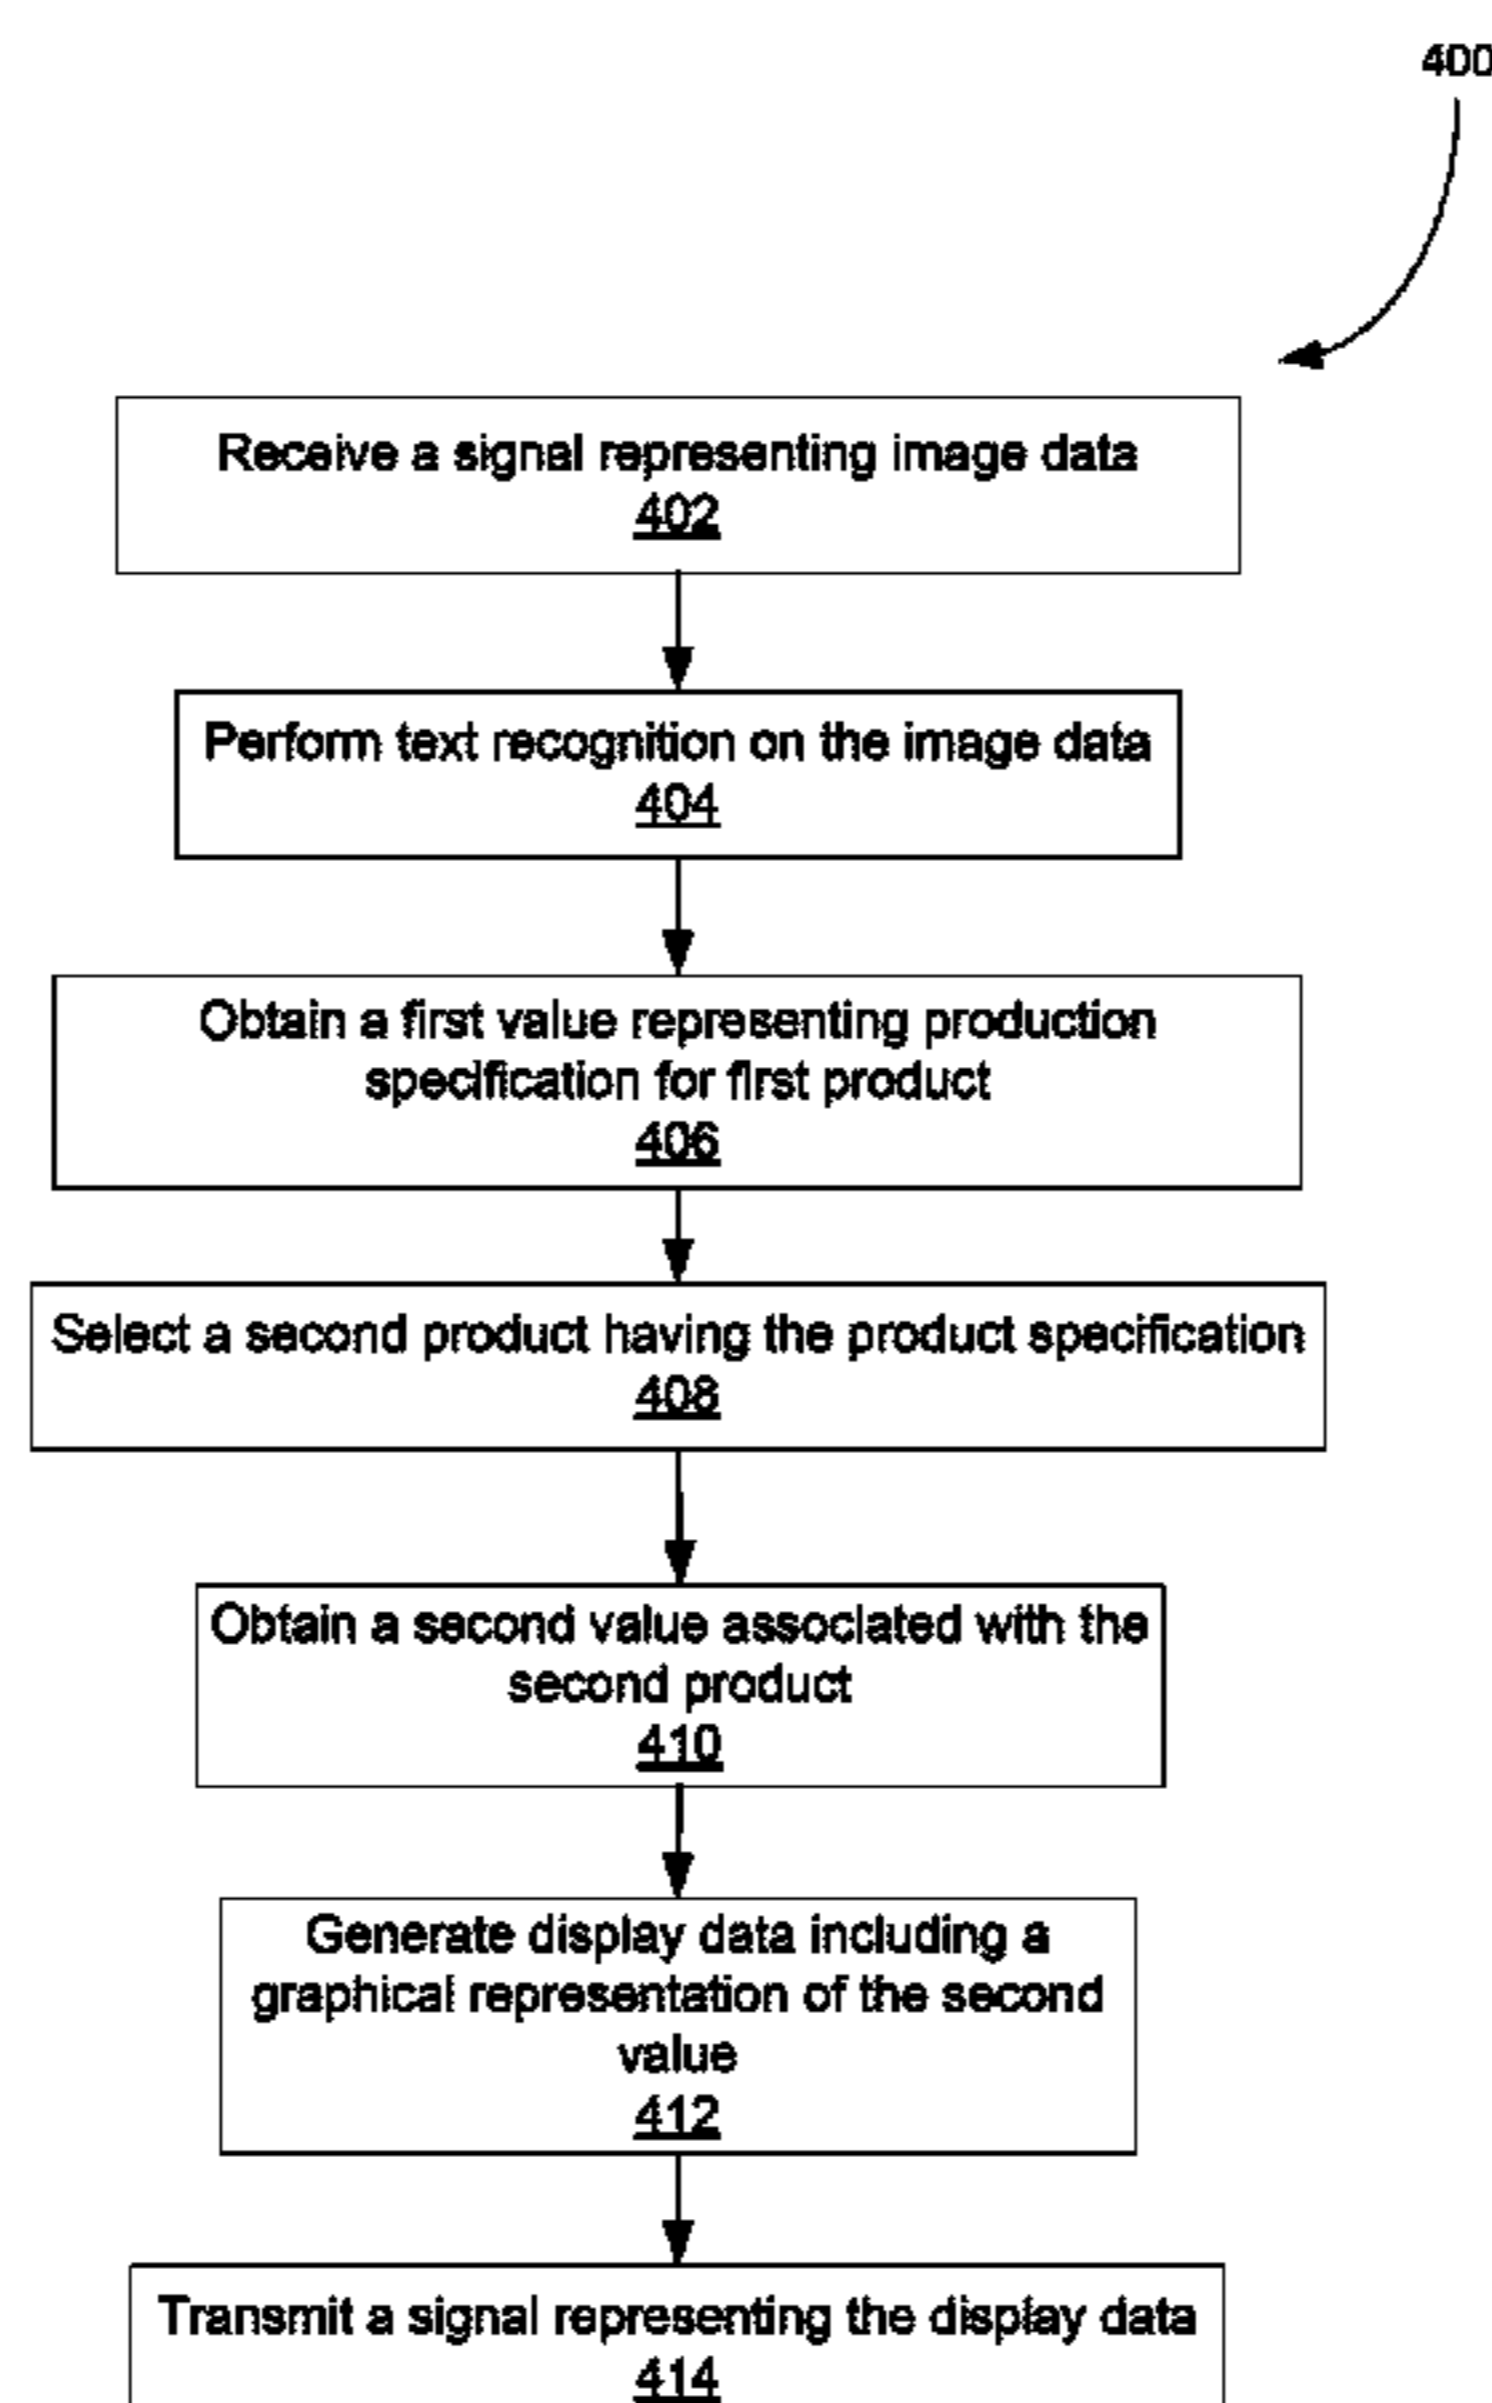 400
Receive a signal representing image data
402
Perform text recognition on the image data
404
Obtain a first value representing production
specification for first product
406
Select a second product having the product specification
408
Obtain a second value associated with the
second product
410
Generate display data including a
graphical representation of the second
value
412
Transmit a signal representing the display data
414